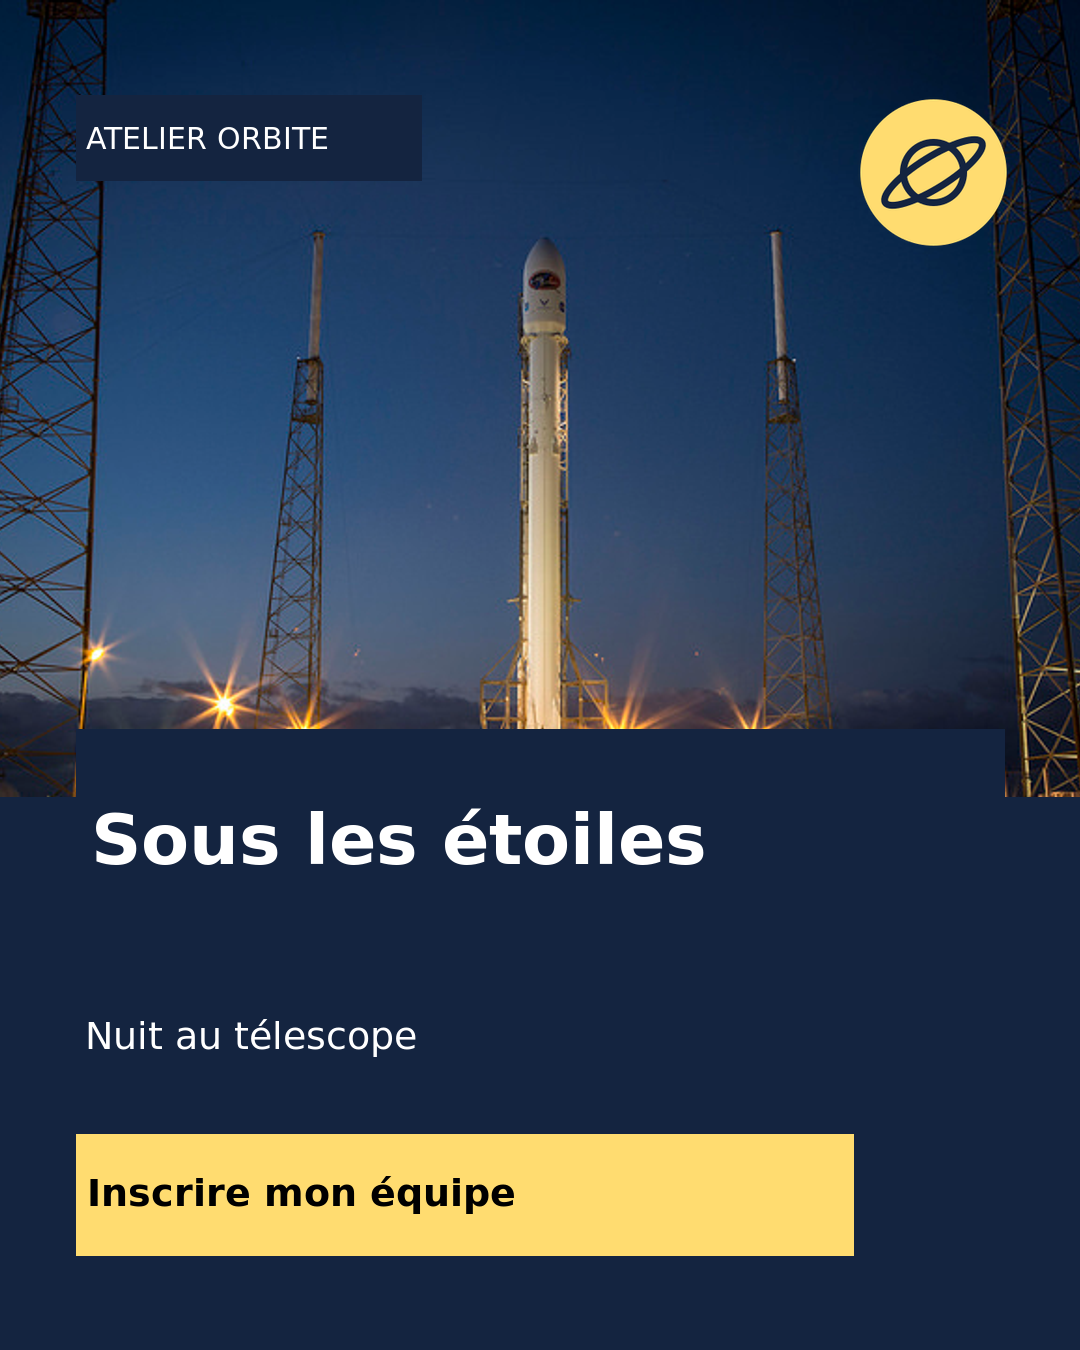 ATELIER ORBITE
Sous les étoiles
Nuit au télescope
Inscrire mon équipe